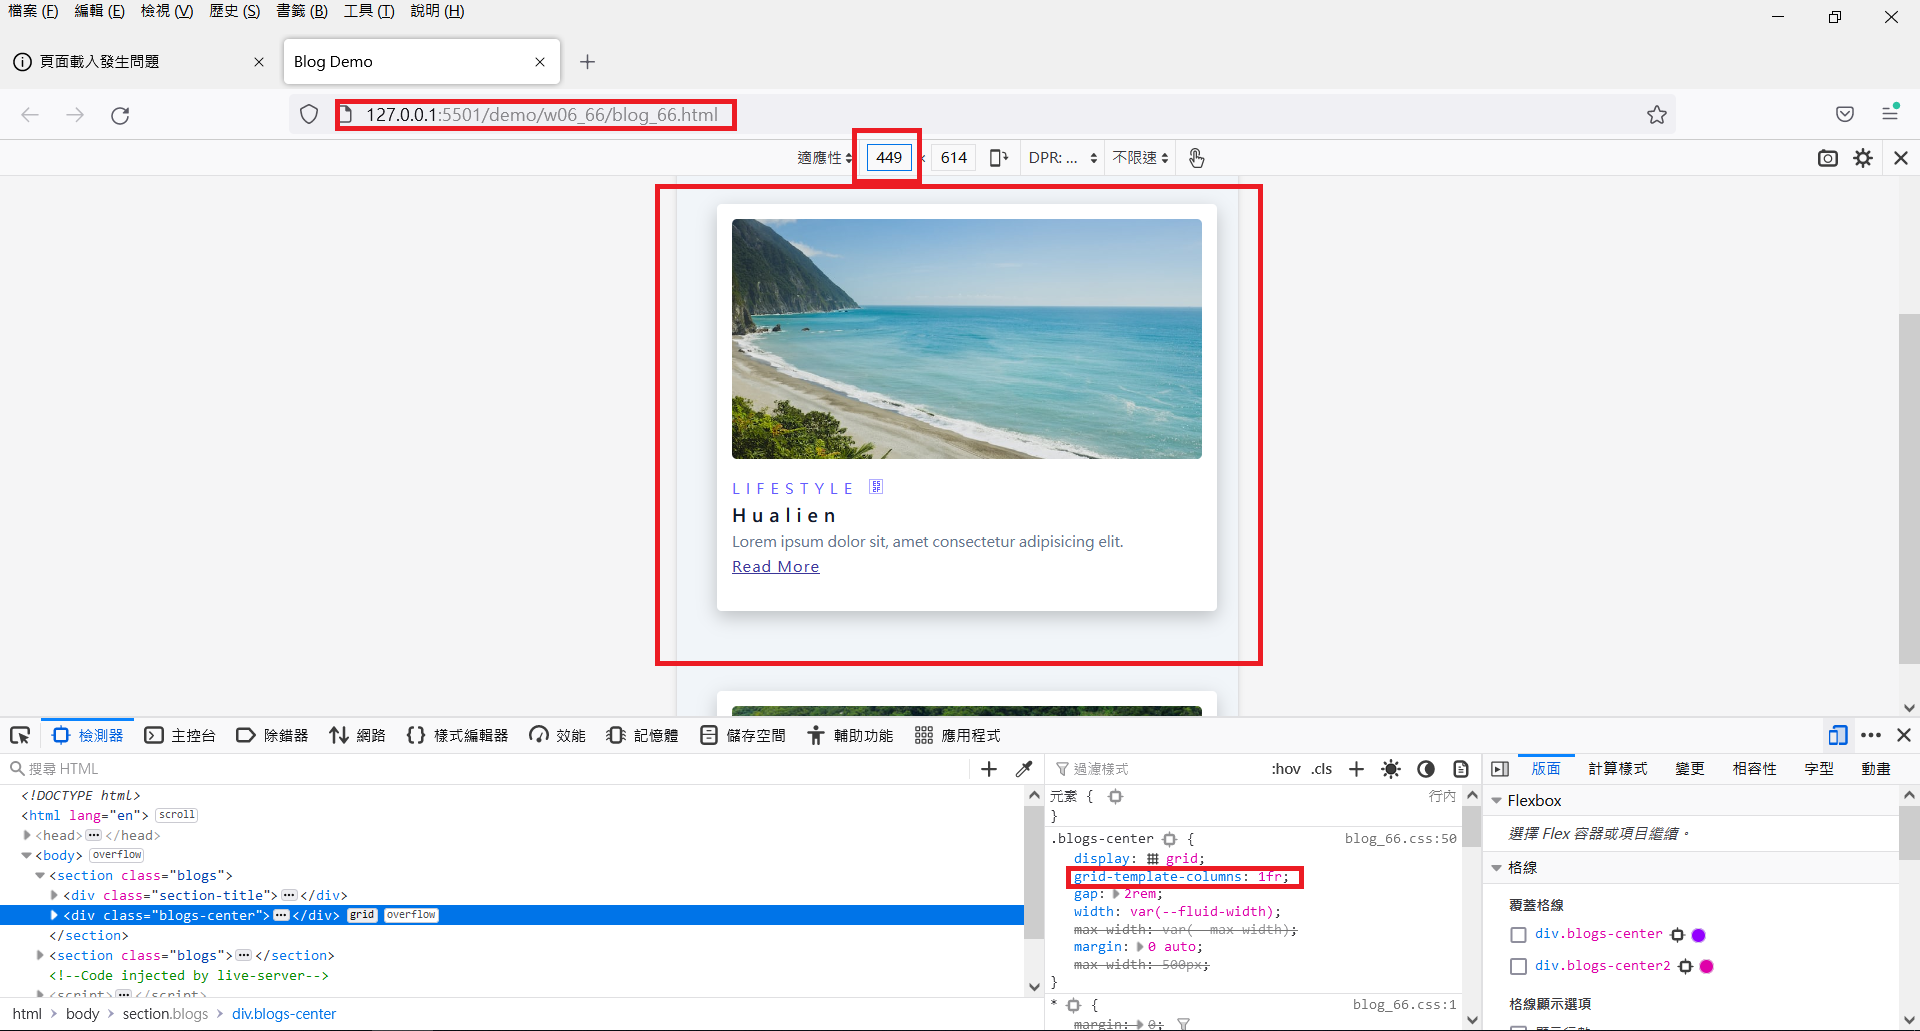 檔案 (F) 編輯 (E) 檢視 (V) 歷史 (S) 書籤 (B) 工具 (T) 說明 (H)
頁面載入發生問題
Blog Demo
127.0.0.1:5501/demo/w06_66/blog_66.html
適應性 449 × 614 DPR: ... 不限速
LIFESTYLE
Hualien
Lorem ipsum dolor sit, amet consectetur adipisicing elit.
Read More
檢測器 主控台 除錯器 網路 樣式編輯器 效能 記憶體 儲存空間 輔助功能 應用程式
搜尋 HTML
<!DOCTYPE html>
<html lang="en"> scroll
<head> ... </head>
<body> overflow
<section class="blogs">
<div class="section-title"> ... </div>
<div class="blogs-center"> ... </div> grid overflow
</section>
<section class="blogs"> ... </section>
<!--Code injected by live-server-->
<script> ... </script>
html > body > section.blogs > div.blogs-center
過濾樣式 :hov .cls
元素 { 行內
}
.blogs-center { blog_66.css:50
display: grid;
grid-template-columns: 1fr;
gap: 2rem;
width: var(--fluid-width);
max-width: var(--max-width);
margin: 0 auto;
max-width: 500px;
}
* { blog_66.css:1
margin: 0;
版面 計算樣式 變更 相容性 字型 動畫
Flexbox
選擇 Flex 容器或項目繼續。
格線
覆蓋格線
div.blogs-center
div.blogs-center2
格線顯示選項
顯示行數